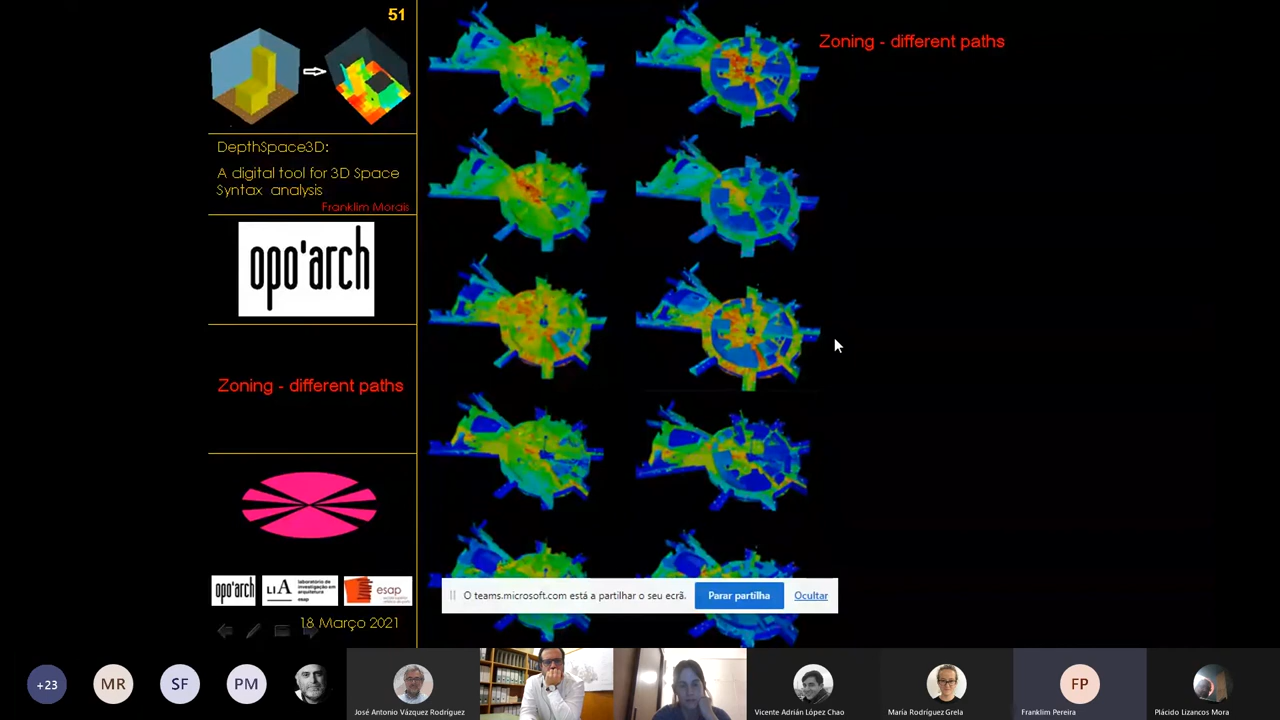 51
Zoning - different paths
DepthSpace3D:
A digital tool for 3D Space
Syntax analysis
Franklim Morais
opo'arch
Zoning - different paths
opo'arch
LIA
laboratório de
investigação em
arquitetura
esap
esap
18 Março 2021
O teams.microsoft.com está a partilhar o seu ecrã.
Parar partilha
Ocultar
+23
MR
SF
PM
FP
José Antonio Vázquez Rodríguez
Vicente Adrián López Chao
María Rodríguez Grela
Franklim Pereira
Plácido Lizancos Mora